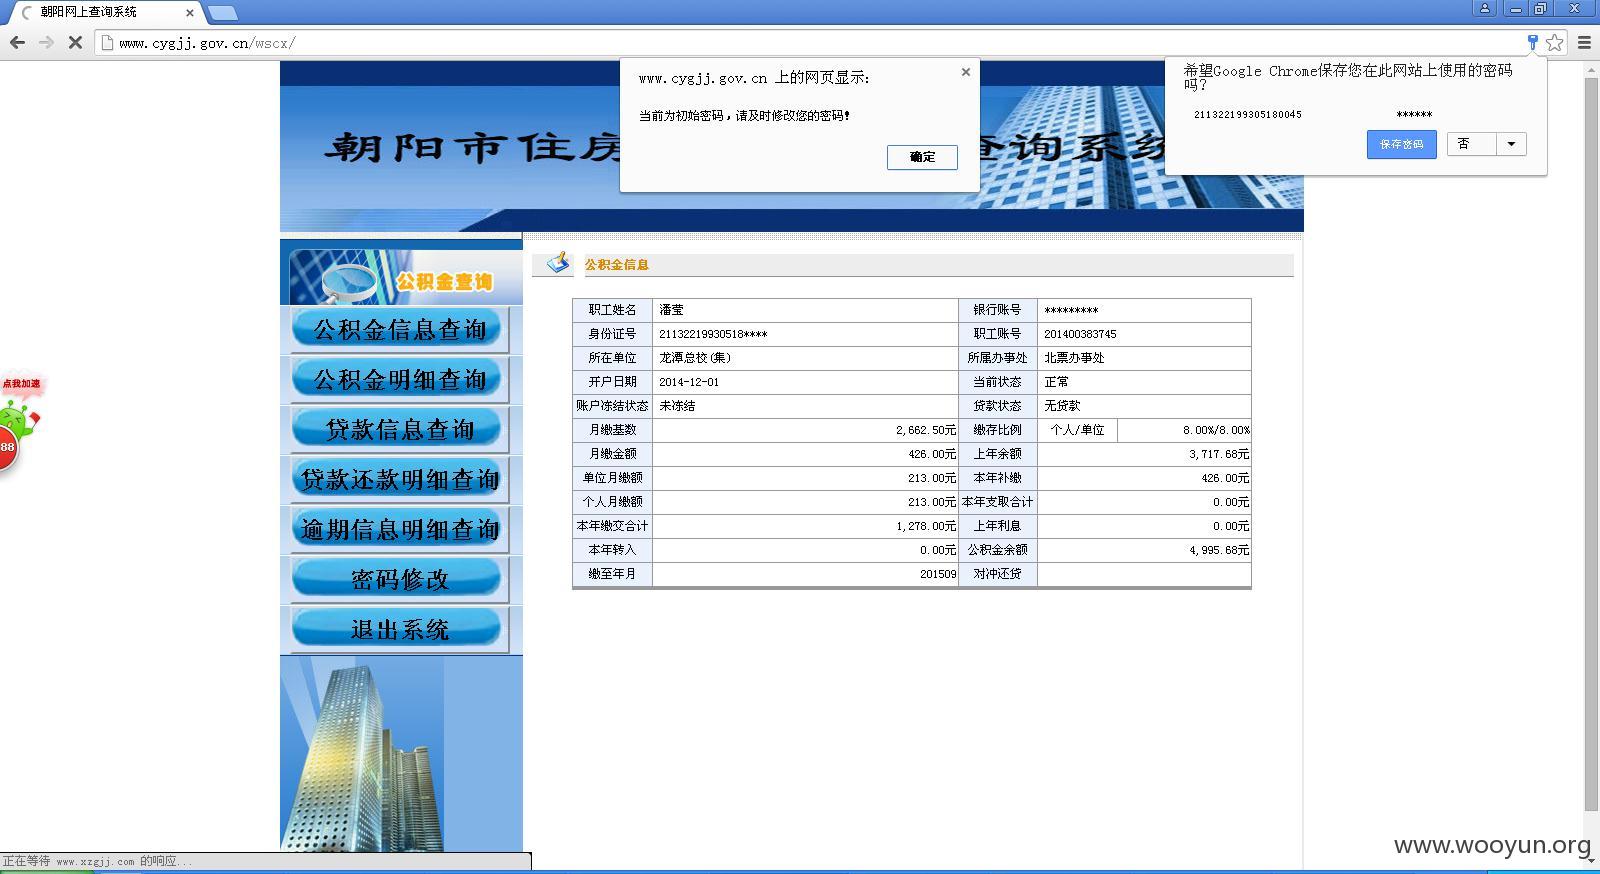 朝阳网上查询系统
www.cygjj.gov.cn/wscx/
www.cygjj.gov.cn 上的网页显示:
当前为初始密码，请及时修改您的密码!
确定
希望Google Chrome保存您在此网站上使用的密码
吗?
211322199305180045 ******
保存密码 否
朝阳市住房 查询系统
公积金查询
公积金信息查询
公积金明细查询
贷款信息查询
贷款还款明细查询
逾期信息明细查询
密码修改
退出系统
点我加速
88
公积金信息
职工姓名 潘莹 银行账号 *********
身份证号 21132219930518**** 职工账号 201400383745
所在单位 龙潭总校(集) 所属办事处 北票办事处
开户日期 2014-12-01 当前状态 正常
账户冻结状态 未冻结 贷款状态 无贷款
月缴基数 2,662.50元 缴存比例 个人/单位 8.00%/8.00%
月缴金额 426.00元 上年余额 3,717.68元
单位月缴额 213.00元 本年补缴 426.00元
个人月缴额 213.00元 本年支取合计 0.00元
本年缴交合计 1,278.00元 上年利息 0.00元
本年转入 0.00元 公积金余额 4,995.68元
缴至年月 201509 对冲还贷
正在等待 www.xzgjj.com 的响应...
www.wooyun.org